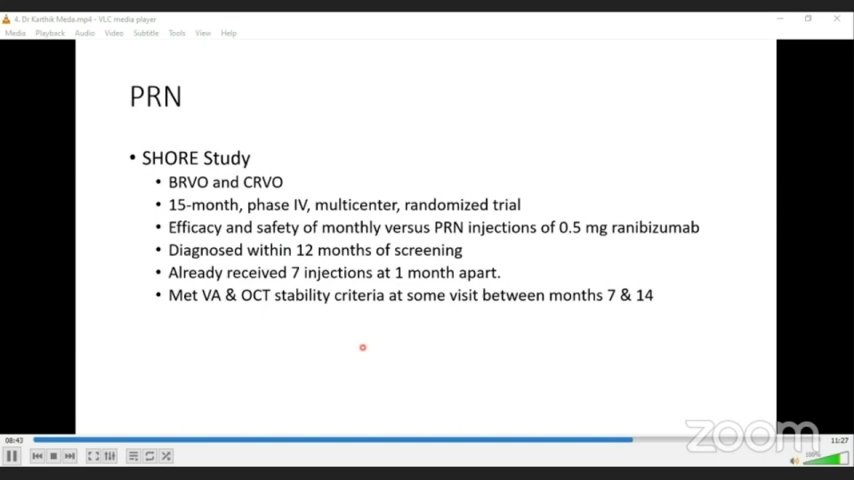 4. Dr Karthik Meda.mp4 - VLC media player
Media Playback Audio Video Subtitle Tools View Help
PRN
• SHORE Study
• BRVO and CRVO
• 15-month, phase IV, multicenter, randomized trial
• Efficacy and safety of monthly versus PRN injections of 0.5 mg ranibizumab
• Diagnosed within 12 months of screening
• Already received 7 injections at 1 month apart.
• Met VA & OCT stability criteria at some visit between months 7 & 14
zoom
08:43 11:27
100%